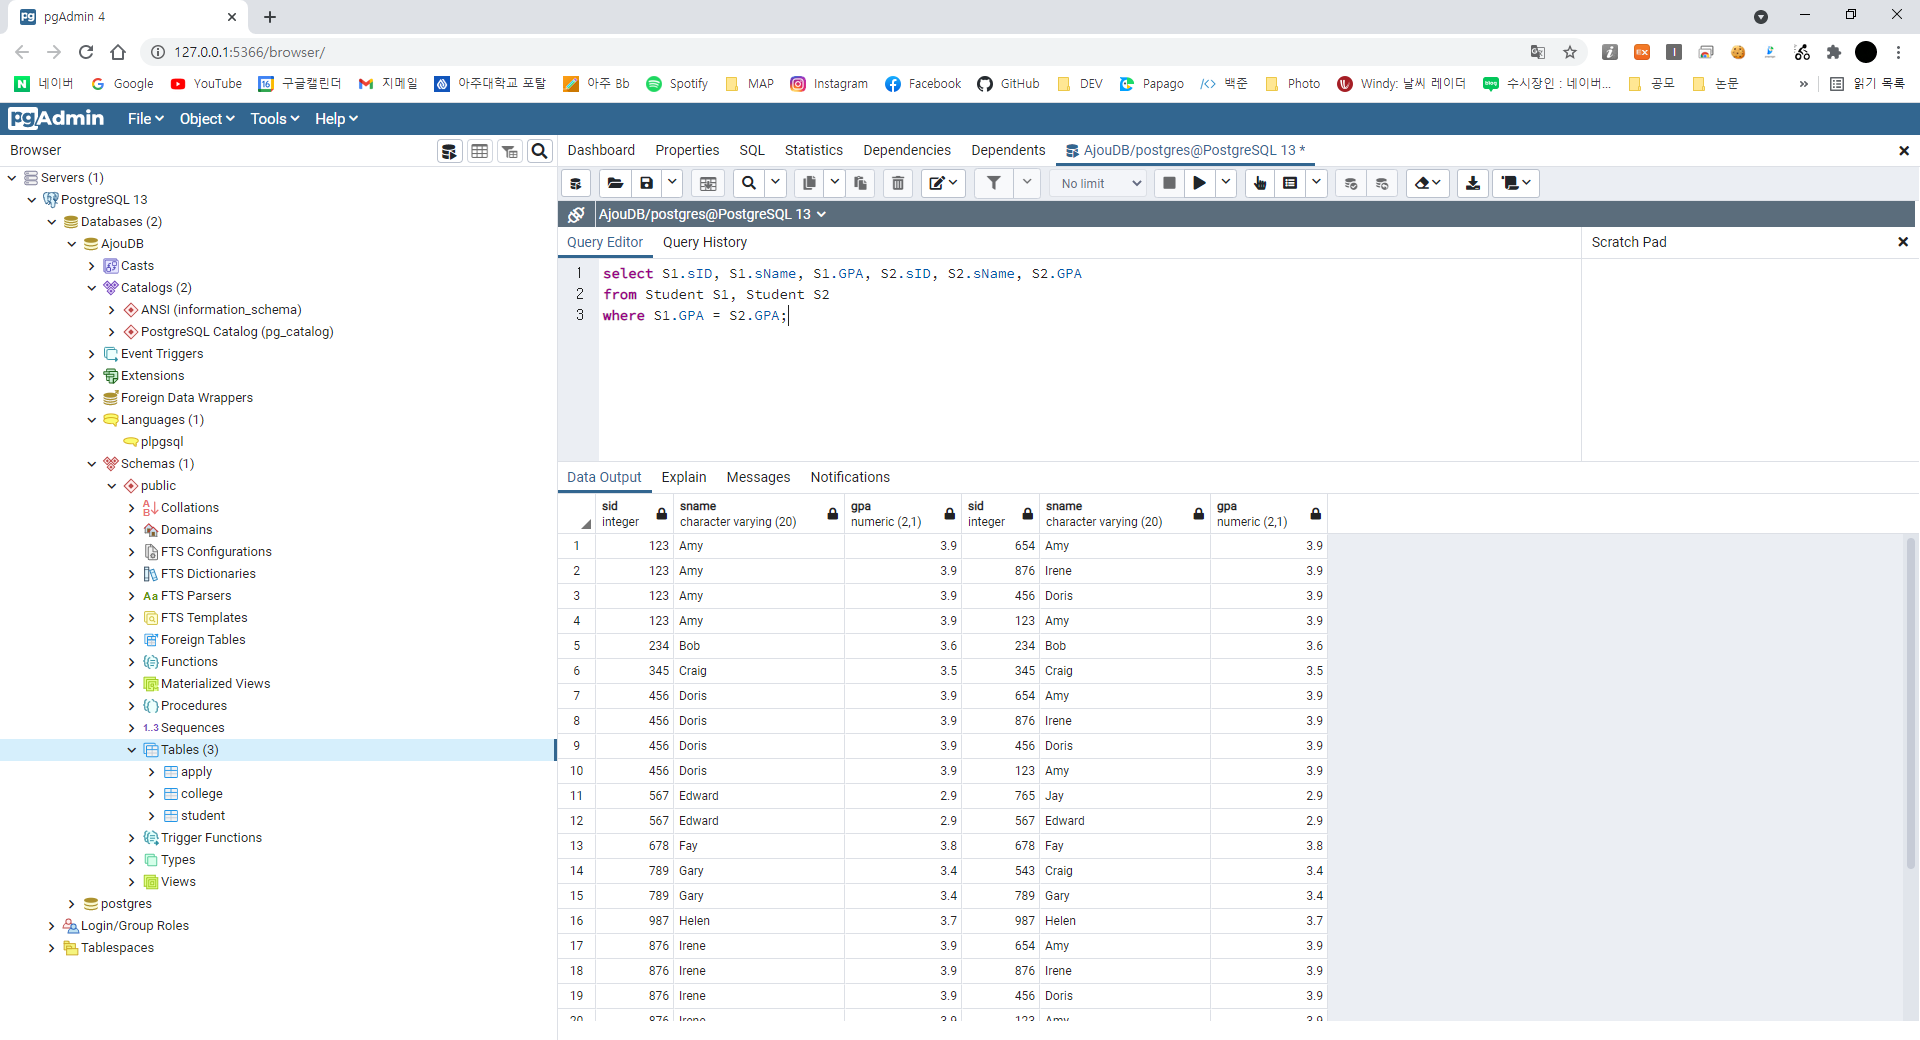 pgAdmin 4
127.0.0.1:5366/browser/
네이버 Google YouTube 구글캘린더 지메일 아주대학교 포탈 아주 Bb Spotify MAP Instagram Facebook GitHub DEV Papago 백준 Photo Windy: 날씨 레이더 수시장인 : 네이버... 공모 논문 » 읽기 목록
pgAdmin File Object Tools Help
Browser
Dashboard Properties SQL Statistics Dependencies Dependents AjouDB/postgres@PostgreSQL 13 *
No limit
AjouDB/postgres@PostgreSQL 13
Query Editor Query History
Scratch Pad
1 select S1.sID, S1.sName, S1.GPA, S2.sID, S2.sName, S2.GPA
2 from Student S1, Student S2
3 where S1.GPA = S2.GPA;
Servers (1)
PostgreSQL 13
Databases (2)
AjouDB
Casts
Catalogs (2)
ANSI (information_schema)
PostgreSQL Catalog (pg_catalog)
Event Triggers
Extensions
Foreign Data Wrappers
Languages (1)
plpgsql
Schemas (1)
public
Collations
Domains
FTS Configurations
FTS Dictionaries
Aa FTS Parsers
FTS Templates
Foreign Tables
Functions
Materialized Views
Procedures
1..3 Sequences
Tables (3)
apply
college
student
Trigger Functions
Types
Views
postgres
Login/Group Roles
Tablespaces
Data Output Explain Messages Notifications
sid sname gpa sid sname gpa
integer character varying (20) numeric (2,1) integer character varying (20) numeric (2,1)
1 123 Amy 3.9 654 Amy 3.9
2 123 Amy 3.9 876 Irene 3.9
3 123 Amy 3.9 456 Doris 3.9
4 123 Amy 3.9 123 Amy 3.9
5 234 Bob 3.6 234 Bob 3.6
6 345 Craig 3.5 345 Craig 3.5
7 456 Doris 3.9 654 Amy 3.9
8 456 Doris 3.9 876 Irene 3.9
9 456 Doris 3.9 456 Doris 3.9
10 456 Doris 3.9 123 Amy 3.9
11 567 Edward 2.9 765 Jay 2.9
12 567 Edward 2.9 567 Edward 2.9
13 678 Fay 3.8 678 Fay 3.8
14 789 Gary 3.4 543 Craig 3.4
15 789 Gary 3.4 789 Gary 3.4
16 987 Helen 3.7 987 Helen 3.7
17 876 Irene 3.9 654 Amy 3.9
18 876 Irene 3.9 876 Irene 3.9
19 876 Irene 3.9 456 Doris 3.9
20 876 Irene 3.9 123 Amy 3.9